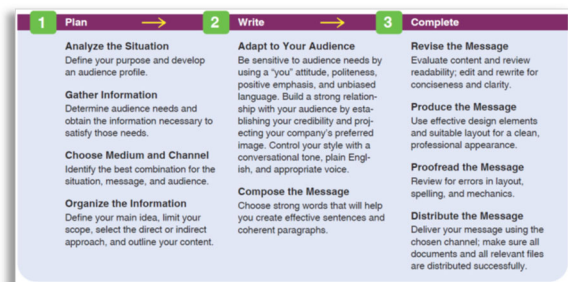 1 Plan → 2 Write → 3 Complete
Analyze the Situation
Define your purpose and develop
an audience profile.
Gather Information
Determine audience needs and
obtain the information necessary to
satisfy those needs.
Choose Medium and Channel
Identify the best combination for the
situation, message, and audience.
Organize the Information
Define your main idea, limit your
scope, select the direct or indirect
approach, and outline your content.
Adapt to Your Audience
Be sensitive to audience needs by
using a “you” attitude, politeness,
positive emphasis, and unbiased
language. Build a strong relation-
ship with your audience by esta-
blishing your credibility and proj-
ecting your company's preferred
image. Control your style with a
conversational tone, plain Engl-
ish, and appropriate voice.
Compose the Message
Choose strong words that will help
you create effective sentences and
coherent paragraphs.
Revise the Message
Evaluate content and review
readability; edit and rewrite for
conciseness and clarity.
Produce the Message
Use effective design elements
and suitable layout for a clean,
professional appearance.
Proofread the Message
Review for errors in layout,
spelling, and mechanics.
Distribute the Message
Deliver your message using the
chosen channel; make sure all
documents and all relevant files
are distributed successfully.